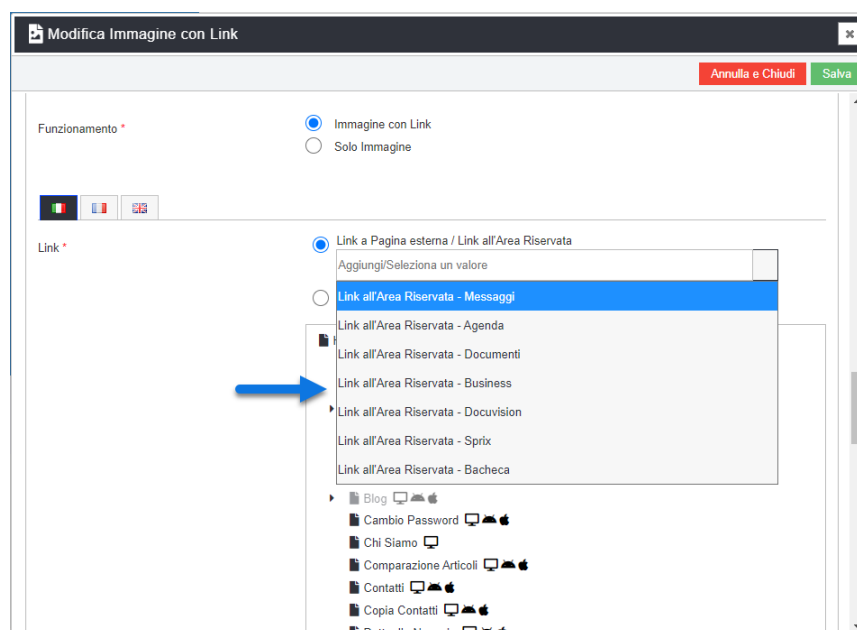 Modifica Immagine con Link
Annulla e Chiudi
Salva
Funzionamento *
Immagine con Link
Solo Immagine
Link *
Link a Pagina esterna / Link all'Area Riservata
Aggiungi/Seleziona un valore
Link all'Area Riservata - Messaggi
Link all'Area Riservata - Agenda
Link all'Area Riservata - Documenti
Link all'Area Riservata - Business
Link all'Area Riservata - Docuvision
Link all'Area Riservata - Sprix
Link all'Area Riservata - Bacheca
Blog
Cambio Password
Chi Siamo
Comparazione Articoli
Contatti
Copia Contatti